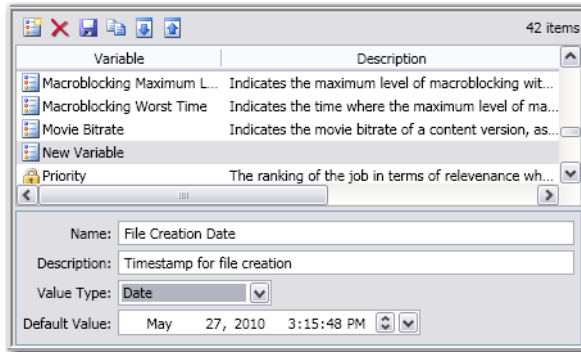 42 items
Variable Description
Macroblocking Maximum L... Indicates the maximum level of macroblocking wit...
Macroblocking Worst Time Indicates the time where the maximum level of ma...
Movie Bitrate Indicates the movie bitrate of a content version, as...
New Variable
Priority The ranking of the job in terms of relevenance wh...
Name: File Creation Date
Description: Timestamp for file creation
Value Type: Date
Default Value: May 27, 2010 3:15:48 PM